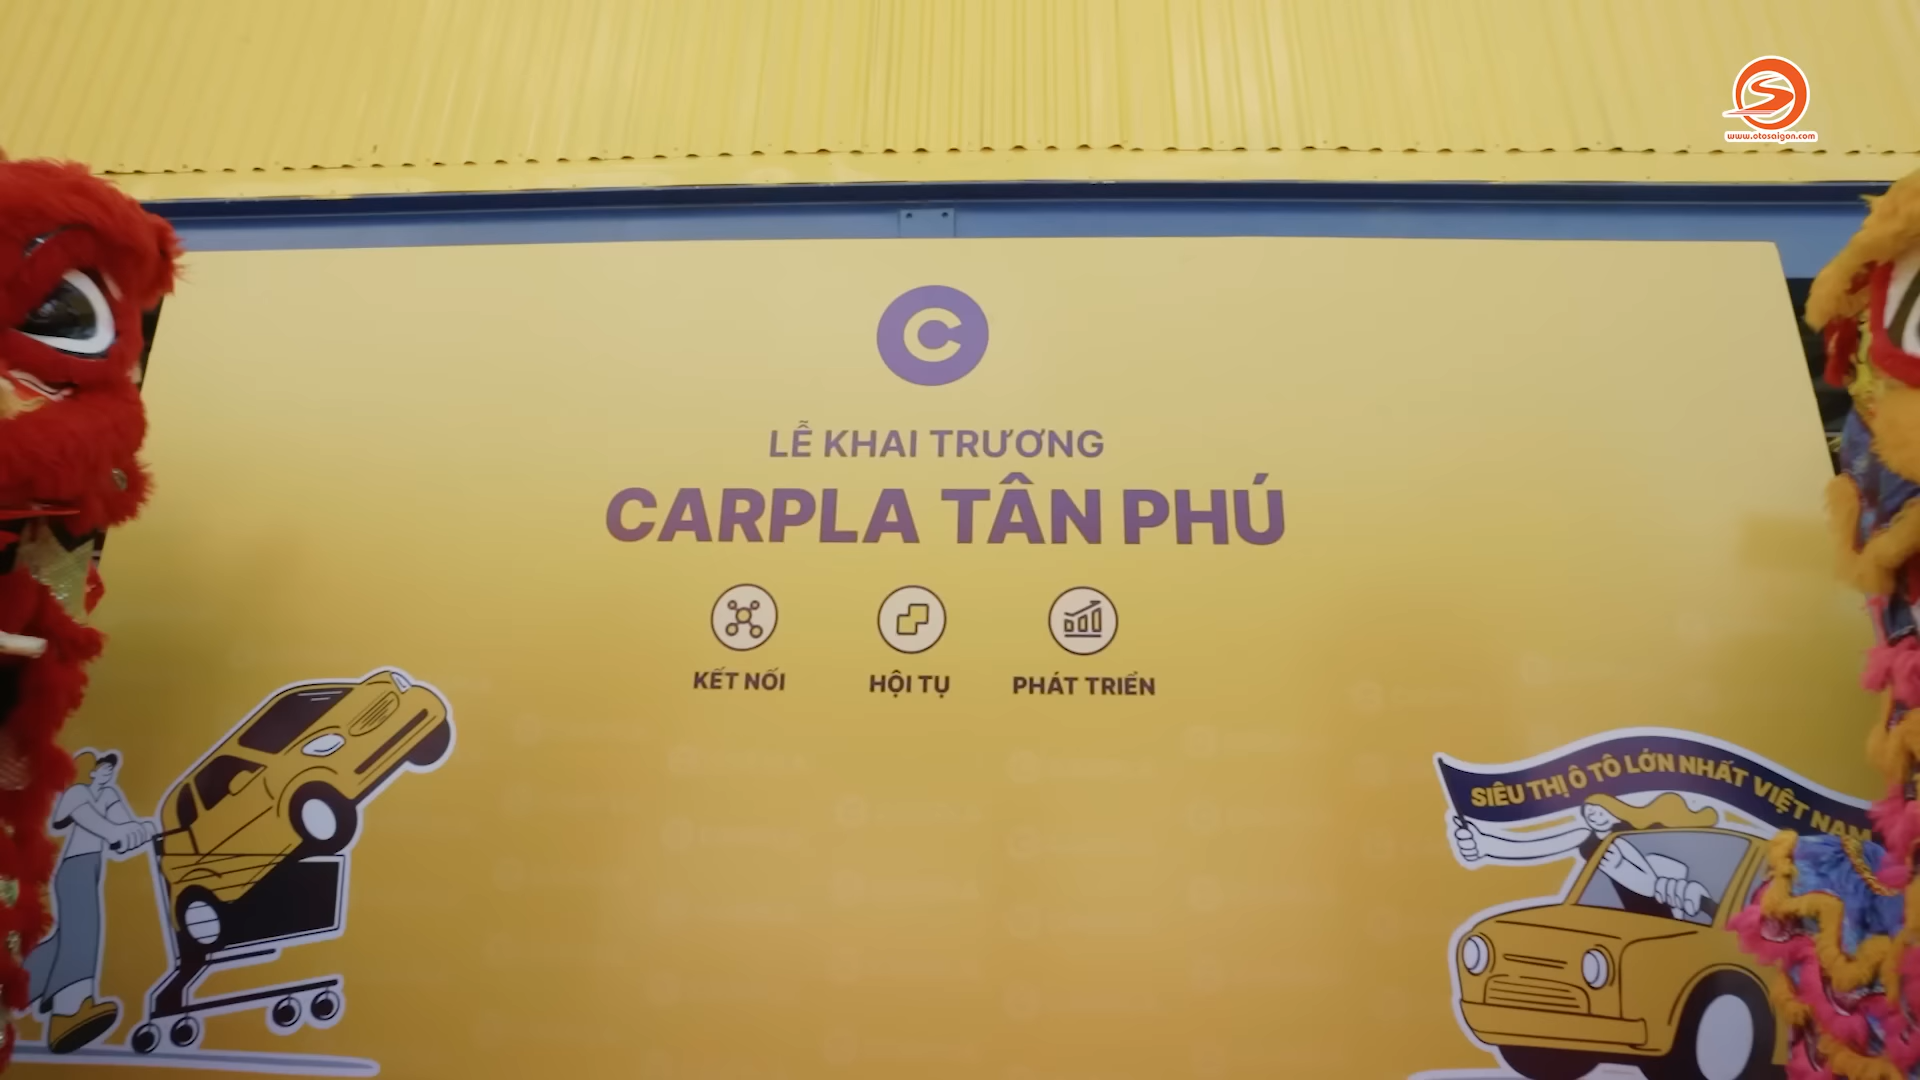 www.otosaigon.com
C
LỄ KHAI TRƯƠNG
CARPLA TÂN PHÚ
KẾT NỐI
HỘI TỤ
PHÁT TRIỂN
SIÊU THỊ Ô TÔ LỚN NHẤT VIỆT NAM